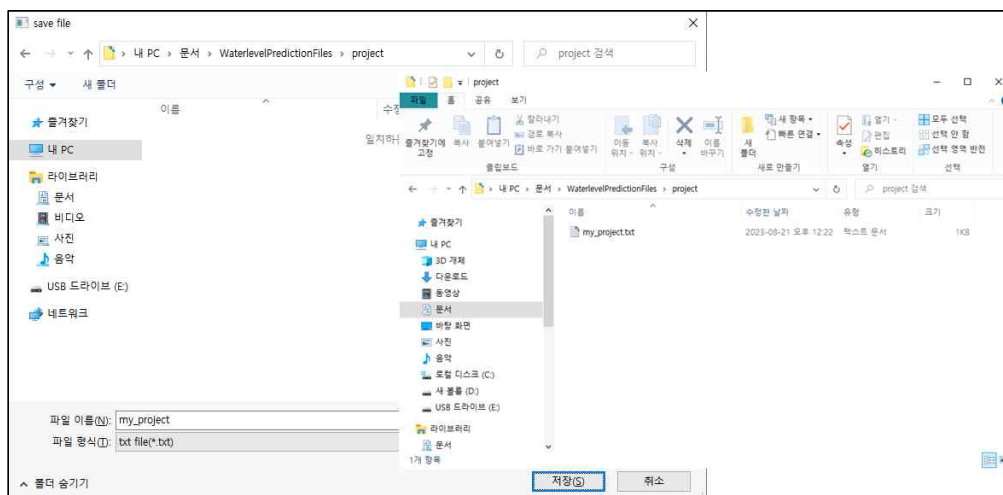 save file
내 PC > 문서 > WaterlevelPredictionFiles > project
project 검색
구성
새 폴더
이름
수정
일치하는
즐겨찾기
내 PC
라이브러리
문서
비디오
사진
음악
USB 드라이브 (E:)
네트워크
파일 이름(N): my_project
파일 형식(T): txt file(*.txt)
폴더 숨기기
저장(S)
취소
project
파일 홈 공유 보기
즐겨찾기에 고정
복사
붙여넣기
잘라내기
경로 복사
바로 가기 붙여넣기
클립보드
이동 위치
복사 위치
삭제
이름 바꾸기
구성
새 폴더
새 항목
빠른 연결
새로 만들기
속성
열기
편집
히스토리
열기
모두 선택
선택 안 함
선택 영역 반전
선택
내 PC > 문서 > WaterlevelPredictionFiles > project
project 검색
이름 수정한 날짜 유형 크기
my_project.txt 2023-08-21 오후 12:22 텍스트 문서 1KB
즐겨찾기
내 PC
3D 개체
다운로드
동영상
문서
바탕 화면
사진
음악
로컬 디스크 (C:)
새 볼륨 (D:)
USB 드라이브 (E:)
라이브러리
문서
1개 항목